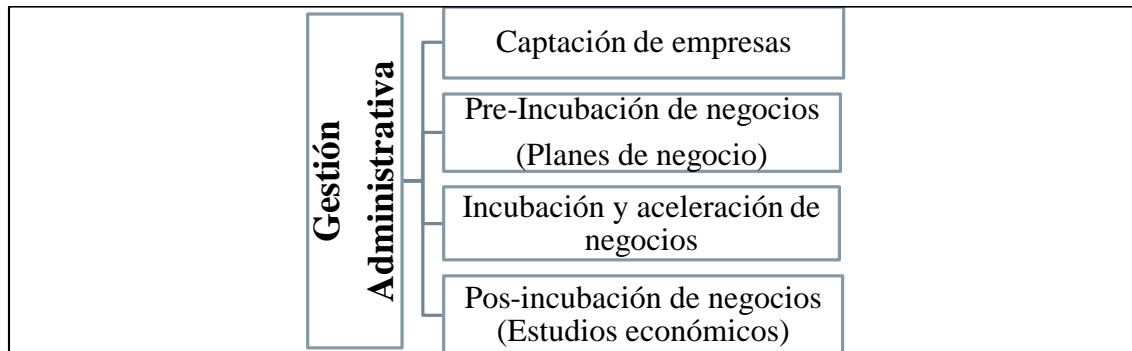 Gestión
Administrativa
Captación de empresas
Pre-Incubación de negocios
(Planes de negocio)
Incubación y aceleración de
negocios
Pos-incubación de negocios
(Estudios económicos)